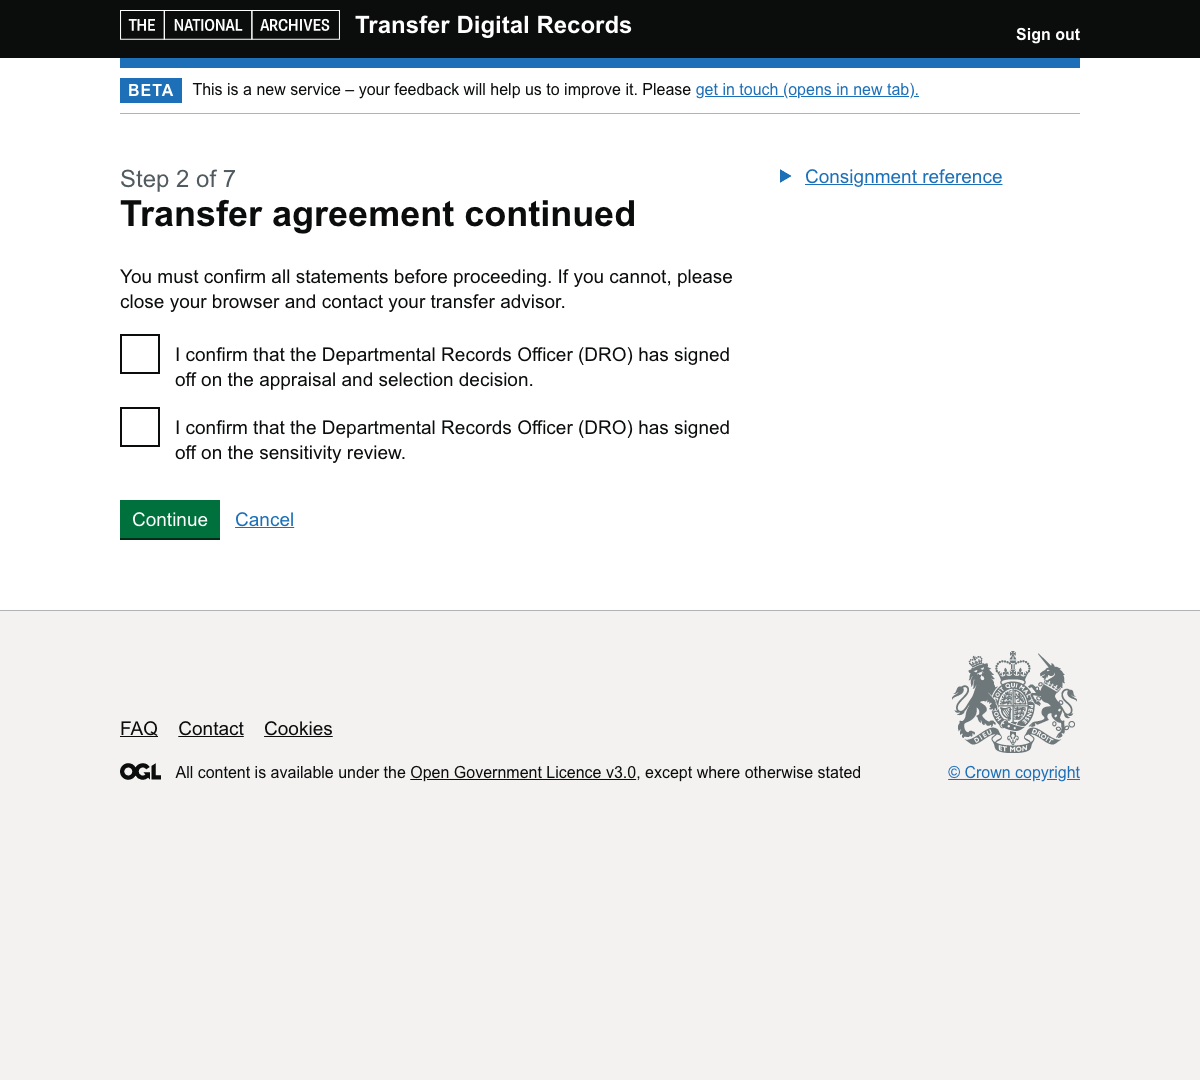 THE NATIONAL ARCHIVES Transfer Digital Records
Sign out
BETA This is a new service – your feedback will help us to improve it. Please get in touch (opens in new tab).
Step 2 of 7
Transfer agreement continued
Consignment reference
You must confirm all statements before proceeding. If you cannot, please
close your browser and contact your transfer advisor.
I confirm that the Departmental Records Officer (DRO) has signed
off on the appraisal and selection decision.
I confirm that the Departmental Records Officer (DRO) has signed
off on the sensitivity review.
Continue Cancel
FAQ Contact Cookies
DIEU ET MON DROIT
OGL All content is available under the Open Government Licence v3.0, except where otherwise stated
© Crown copyright